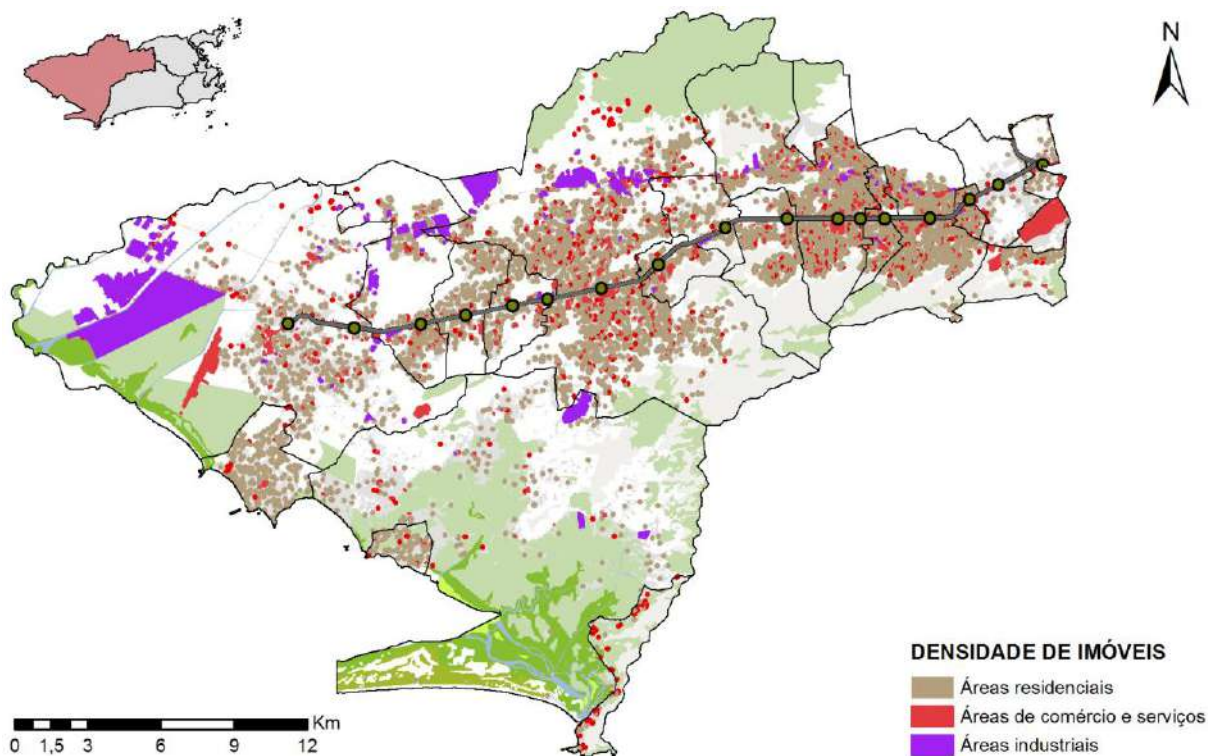 N
DENSIDADE DE IMÓVEIS
Áreas residenciais
Áreas de comércio e serviços
Áreas industriais
Km
0 1,5 3 6 9 12